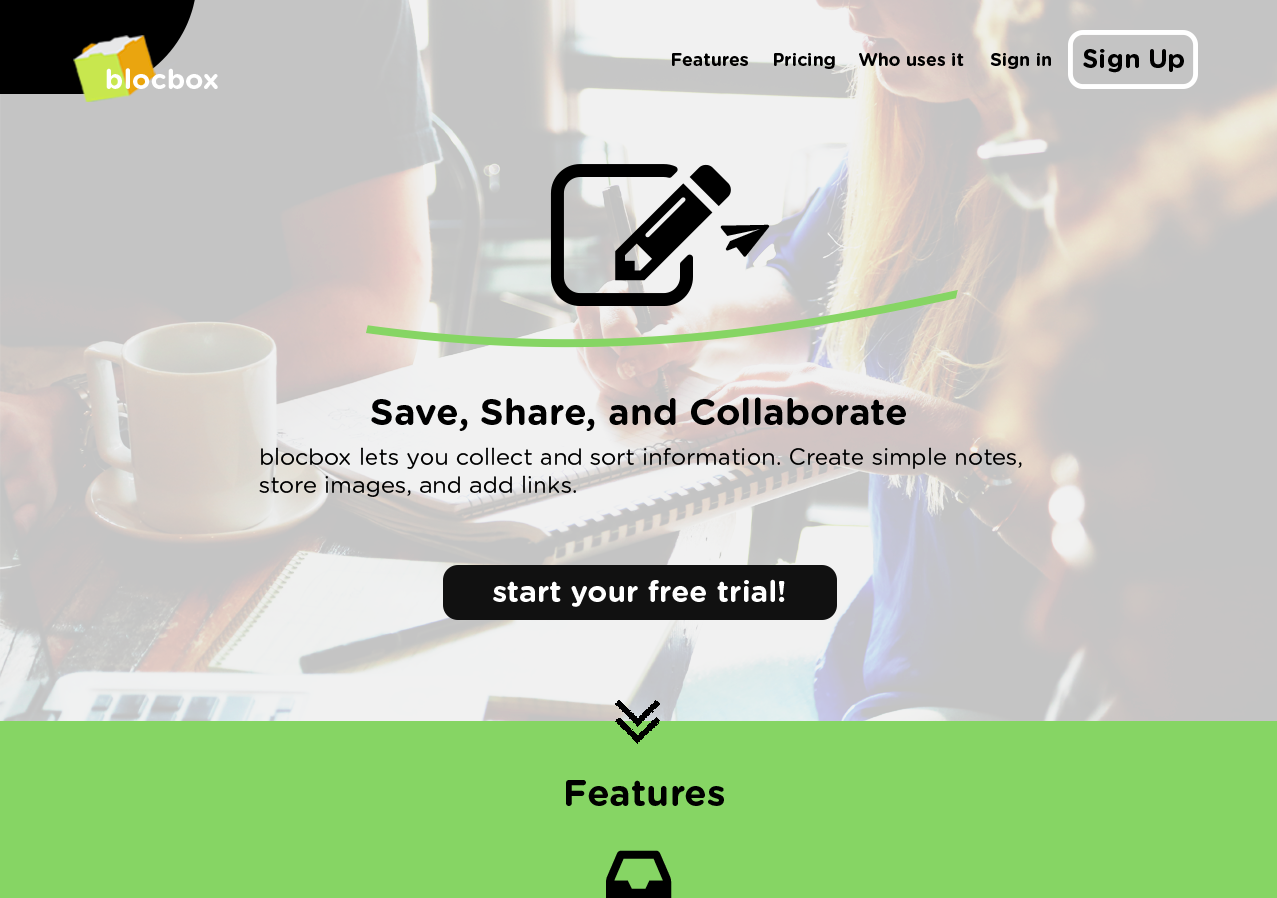 blocbox
Features
Pricing
Who uses it
Sign in
Sign Up
Save, Share, and Collaborate
blocbox lets you collect and sort information. Create simple notes,
store images, and add links.
start your free trial!
Features